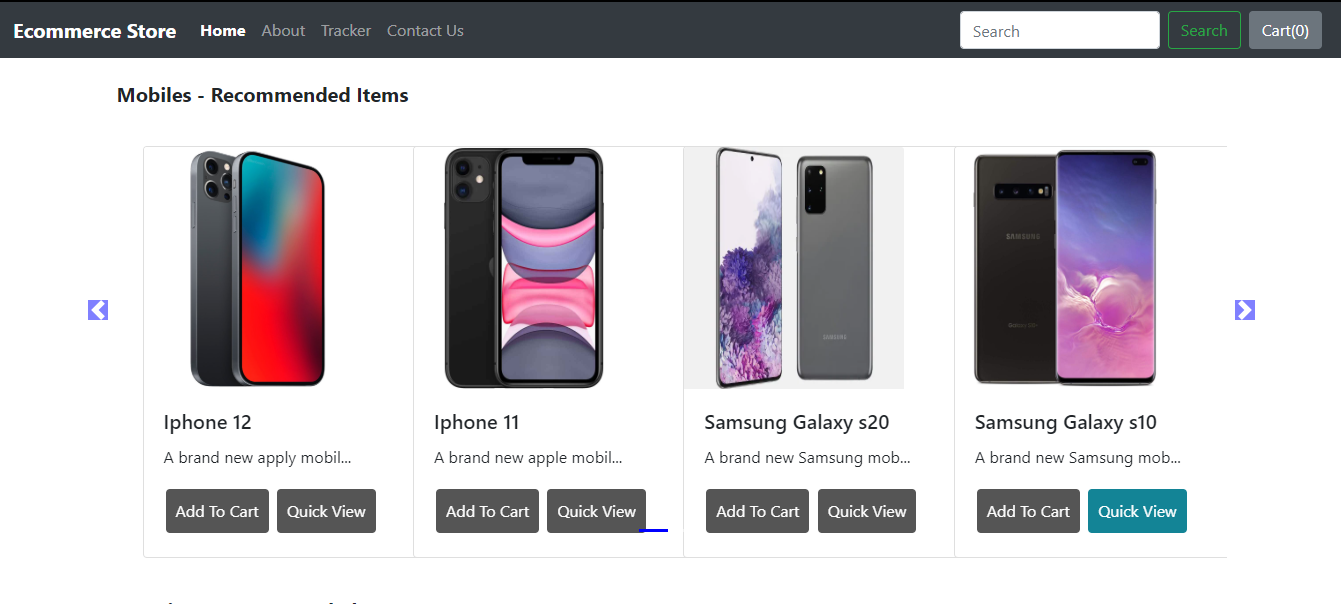 Ecommerce Store Home About Tracker Contact Us Search Search Cart(0)
Mobiles - Recommended Items
SAMSUNG
SAMSUNG
Iphone 12 Iphone 11 Samsung Galaxy s20 Samsung Galaxy s10
A brand new apply mobil... A brand new apple mobil... A brand new Samsung mob... A brand new Samsung mob...
Add To Cart Quick View Add To Cart Quick View Add To Cart Quick View Add To Cart Quick View